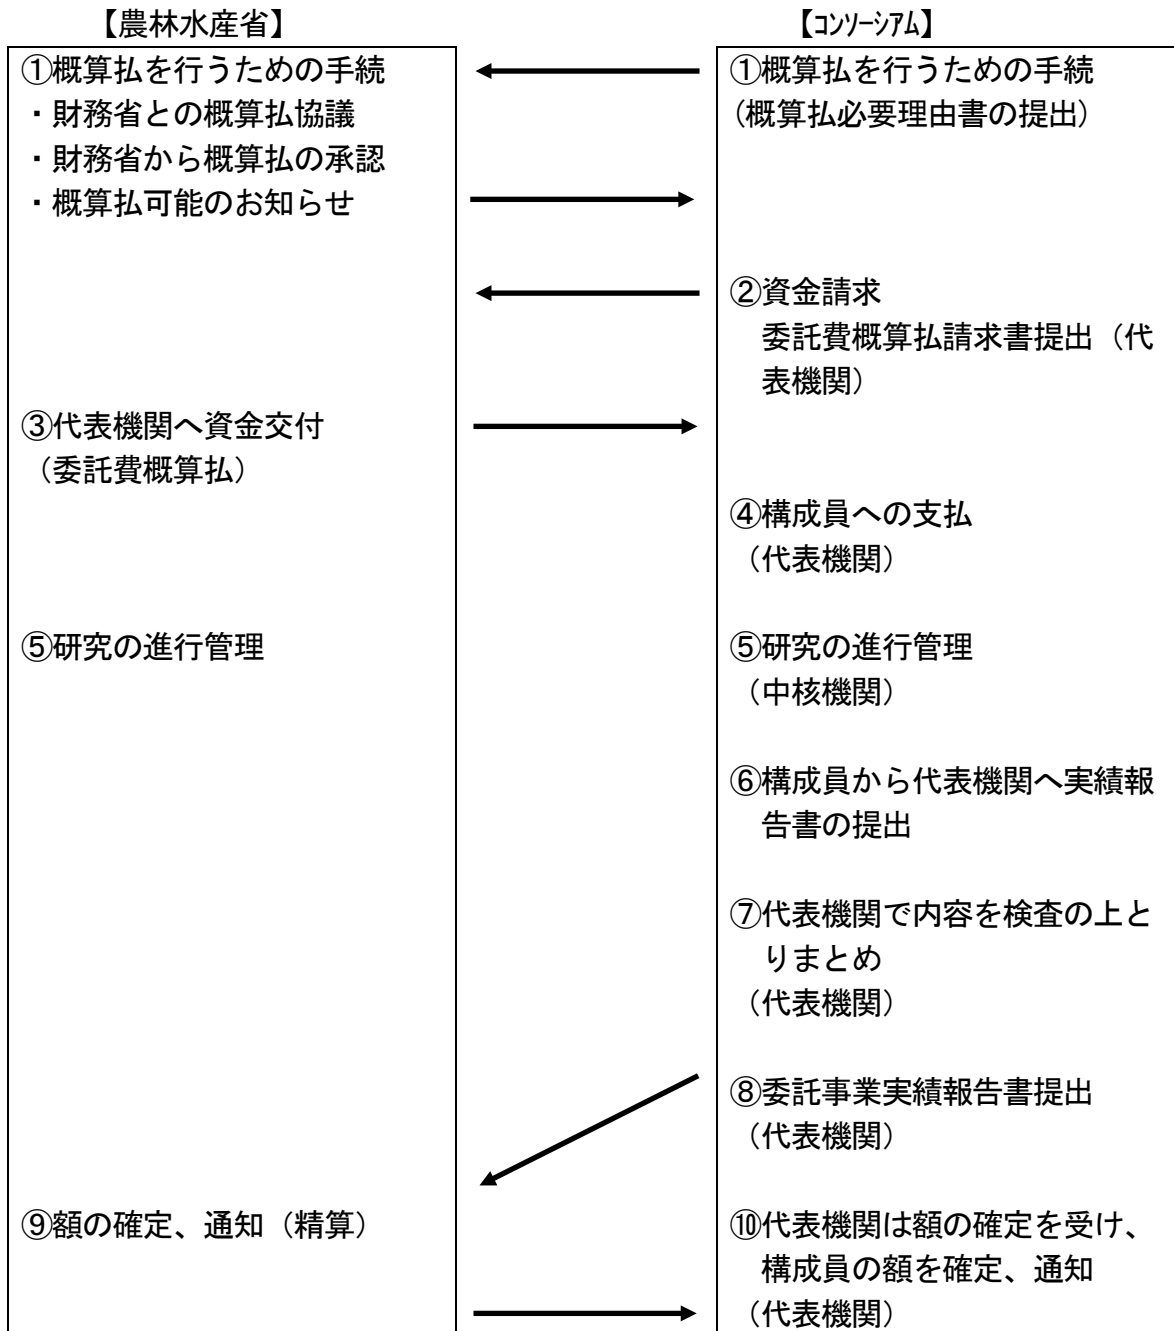 【農林水産省】
【ｺﾝｿｰｼｱﾑ】
①概算払を行うための手続
・財務省との概算払協議
・財務省から概算払の承認
・概算払可能のお知らせ
①概算払を行うための手続
(概算払必要理由書の提出)
②資金請求
委託費概算払請求書提出（代
表機関）
③代表機関へ資金交付
（委託費概算払）
④構成員への支払
（代表機関）
⑤研究の進行管理
⑤研究の進行管理
（中核機関）
⑥構成員から代表機関へ実績報
告書の提出
⑦代表機関で内容を検査の上と
りまとめ
（代表機関）
⑧委託事業実績報告書提出
（代表機関）
⑨額の確定、通知（精算）
⑩代表機関は額の確定を受け、
構成員の額を確定、通知
（代表機関）